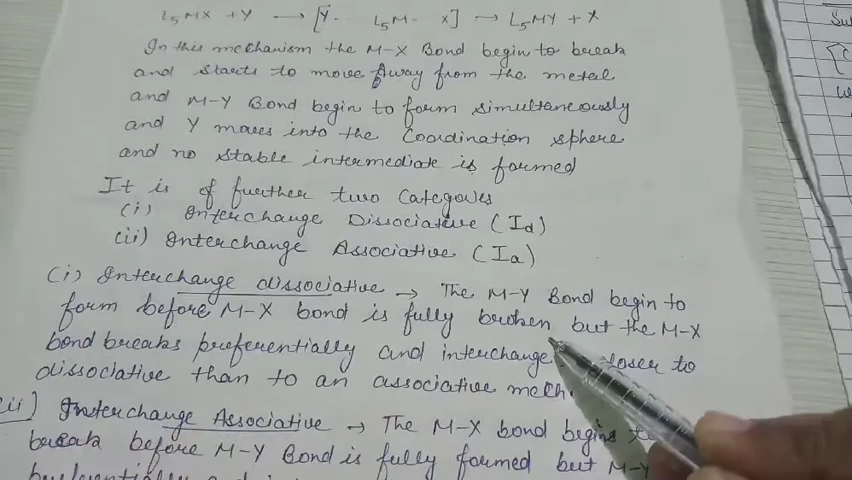 L5MX + Y → [Y. . L5M- - x] → L5MY + X
In this mechanism the M-X Bond begin to break
and starts to move away from the metal
and M-Y Bond begin to form simultaneously
and Y moves into the Coordination sphere
and no stable intermediate is formed
It is of further two Categories
(i) Interchange Dissociative (Id)
(ii) Interchange Associative (Ia)
(i) Interchange dissociative → The M-Y Bond begin to
form before M-X bond is fully broken but the M-X
bond breaks preferentially and interchange closer to
dissociative than to an associative mech.
ii] Interchange Associative → The M-X bond begins to
break before M-Y Bond is fully formed but M-Y
preferentially and